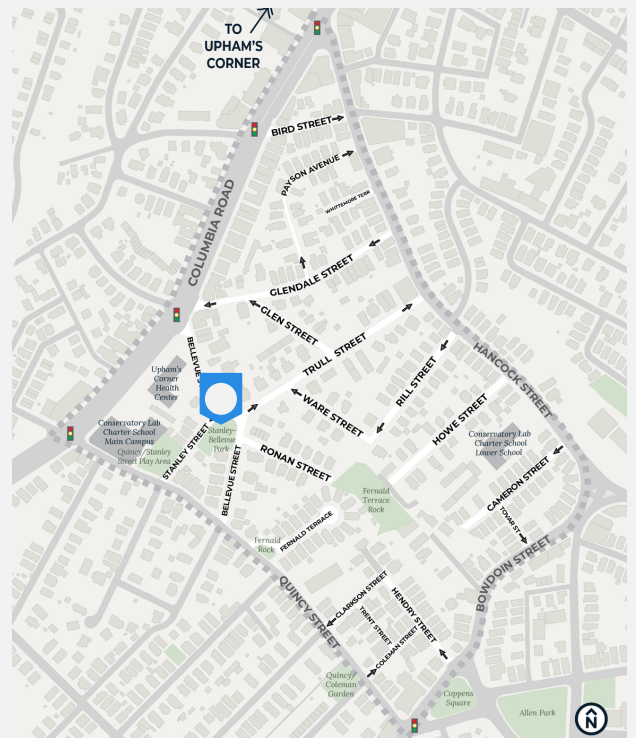 TO
UPHAM'S
CORNER
BIRD STREET
PAYSON AVENUE
WHITTEMORE TERR
COLUMBIA ROAD
GLENDALE STREET
GLEN STREET
TRULL STREET
HANCOCK STREET
BELLEVUE S
Upham's
Corner
Health
Center
RILL STREET
WARE STREET
HOWE STREET
Conservatory Lab
Charter School
Main Campus
Quincy/Stanley
Street Play Area
STANLEY STREET
Stanley-
Bellevue
Park
BELLEVUE STREET
RONAN STREET
Conservatory Lab
Charter School
Lower School
CAMERON STREET
TOVAR ST
Fernald
Terrace
Rock
Fernald
Rock
FERNALD TERRACE
BOWDOIN STREET
QUINCY STREET
CLARKSON STREET
TRENT STREET
HENDRY STREET
COLEMAN STREET
Quincy/
Coleman
Garden
Coppens
Square
Allen Park
N